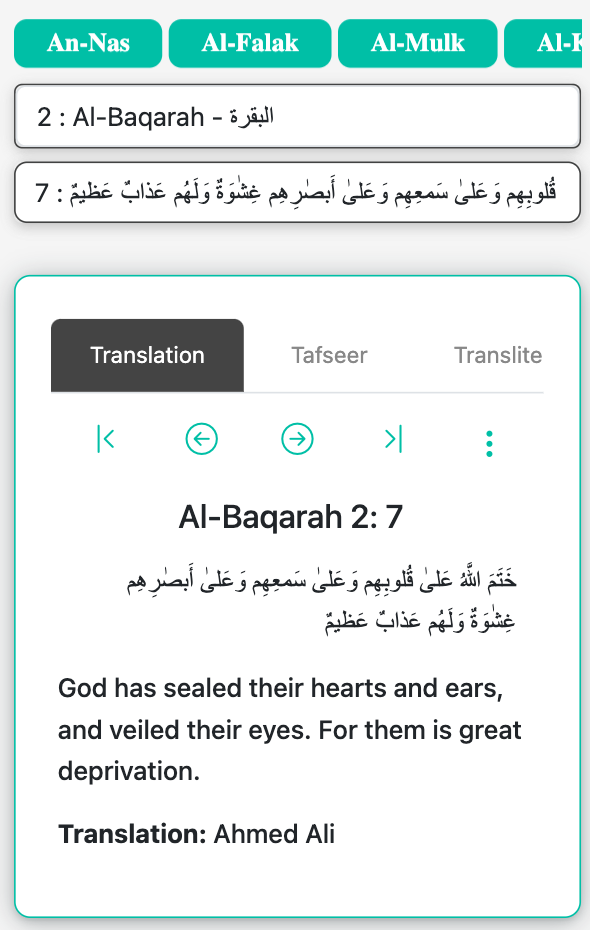 An-Nas Al-Falak Al-Mulk Al-K
2 : Al-Baqarah - البقرة
7 : قُلوبِهِم وَعَلىٰ سَمعِهِم وَعَلىٰ أَبصٰرِهِم غِشٰوَةٌ وَلَهُم عَذابٌ عَظيمٌ
Translation Tafseer Translite
Al-Baqarah 2: 7
خَتَمَ اللَّهُ عَلىٰ قُلوبِهِم وَعَلىٰ سَمعِهِم وَعَلىٰ أَبصٰرِهِم
غِشٰوَةٌ وَلَهُم عَذابٌ عَظيمٌ
God has sealed their hearts and ears,
and veiled their eyes. For them is great
deprivation.
Translation: Ahmed Ali